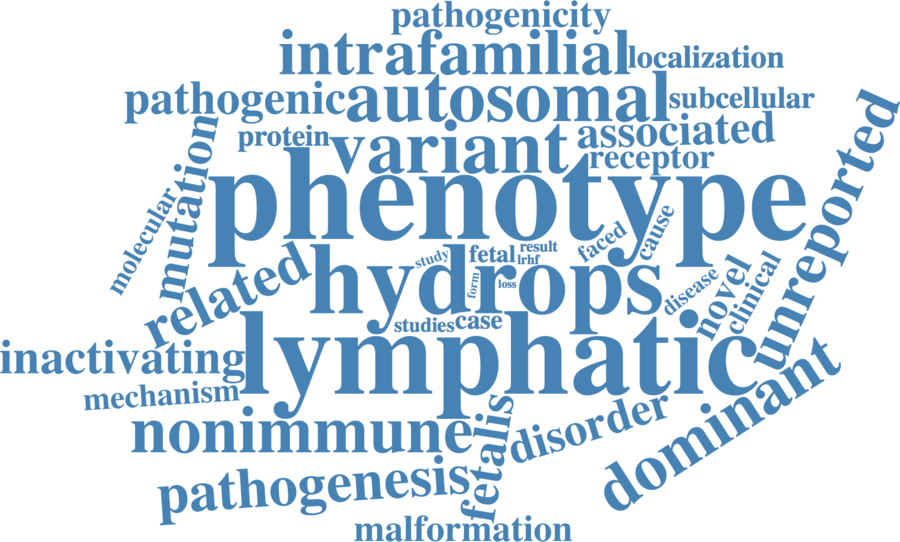 pathogenicity
intrafamilial
localization
pathogenic
autosomal
subcellular
protein
variant
associated
receptor
phenotype
unreported
mutation
molecular
related
hydrops
study
fetal
result
lrhf
form
loss
faced
cause
disease
novel
clinical
studies
case
inactivating
lymphatic
mechanism
nonimmune
fetalis
disorder
dominant
pathogenesis
malformation